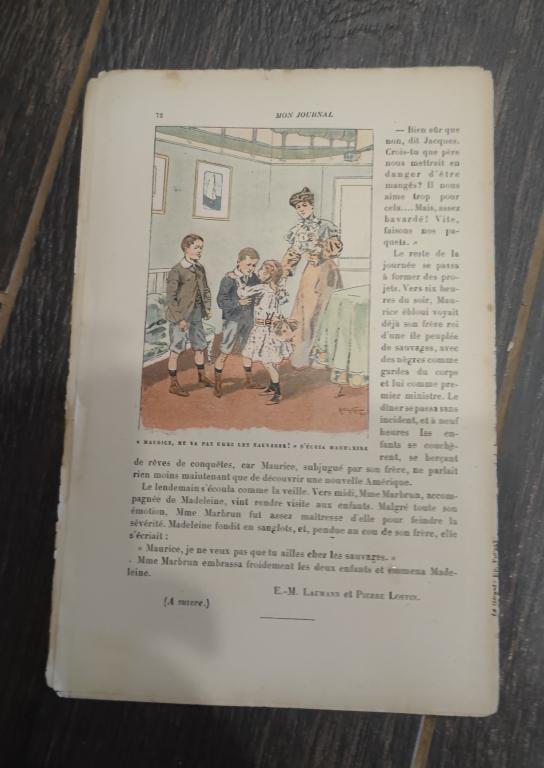 72
MON JOURNAL
— Bien sûr que
non, dit Jacques.
Crois-tu que père
nous mettrait en
danger d'être
mangés? Il nous
aime trop pour
cela.... Mais, assez
bavardé! Vite,
faisons nos pa-
quets. »
Le reste de la
journée se passa
à former des pro-
jets. Vers six heu-
res du soir, Mau-
rice ébloui voyait
déjà son frère roi
d'une île peuplée
de sauvages, avec
des nègres comme
gardes du corps
et lui comme pre-
mier ministre. Le
dîner se passa sans
incident, et à neuf
heures les en-
fants se couchè-
rent, se berçant
« MAURICE, NE VA PAS CHEZ LES SAUVAGES! » S'ÉCRIA MADELEINE
de rêves de conquêtes, car Maurice, subjugué par son frère, ne parlait
rien moins maintenant que de découvrir une nouvelle Amérique.
Le lendemain s'écoula comme la veille. Vers midi, Mme Marbrun, accom-
pagnée de Madeleine, vint rendre visite aux enfants. Malgré toute son
émotion, Mme Marbrun fut assez maîtresse d'elle pour feindre la
sévérité. Madeleine fondit en sanglots, et, pendue au cou de son frère, elle
s'écriait :
« Maurice, je ne veux pas que tu ailles chez les sauvages. »
Mme Marbrun embrassa froidement les deux enfants et emmena Made-
leine.
E.-M. LAUMANN et PIERRE
(A suivre.)